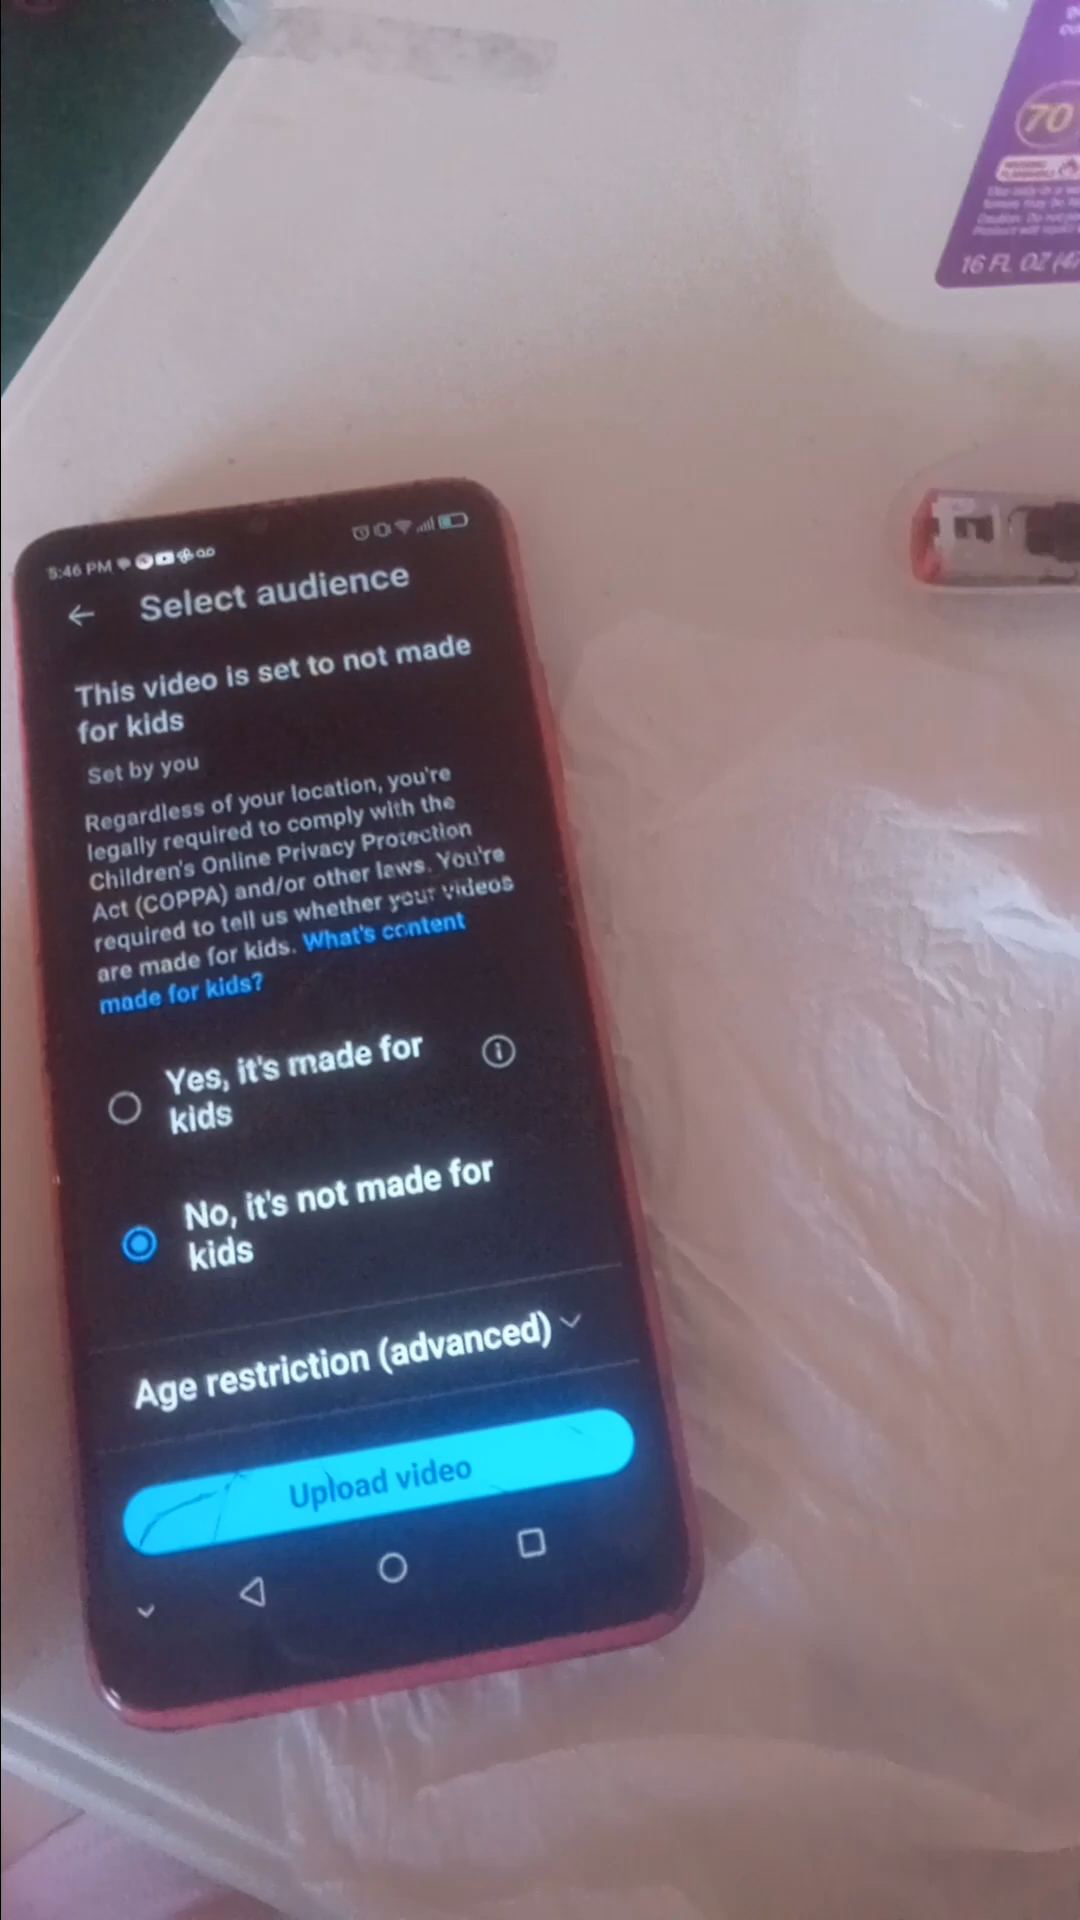 70
16 FL OZ (47
5:46 PM
Select audience
This video is set to not made
for kids
Set by you
Regardless of your location, you're
legally required to comply with the
Children's Online Privacy Protection
Act (COPPA) and/or other laws. You're
required to tell us whether your videos
are made for kids. What's content
made for kids?
Yes, it's made for
kids
No, it's not made for
kids
Age restriction (advanced)
Upload video